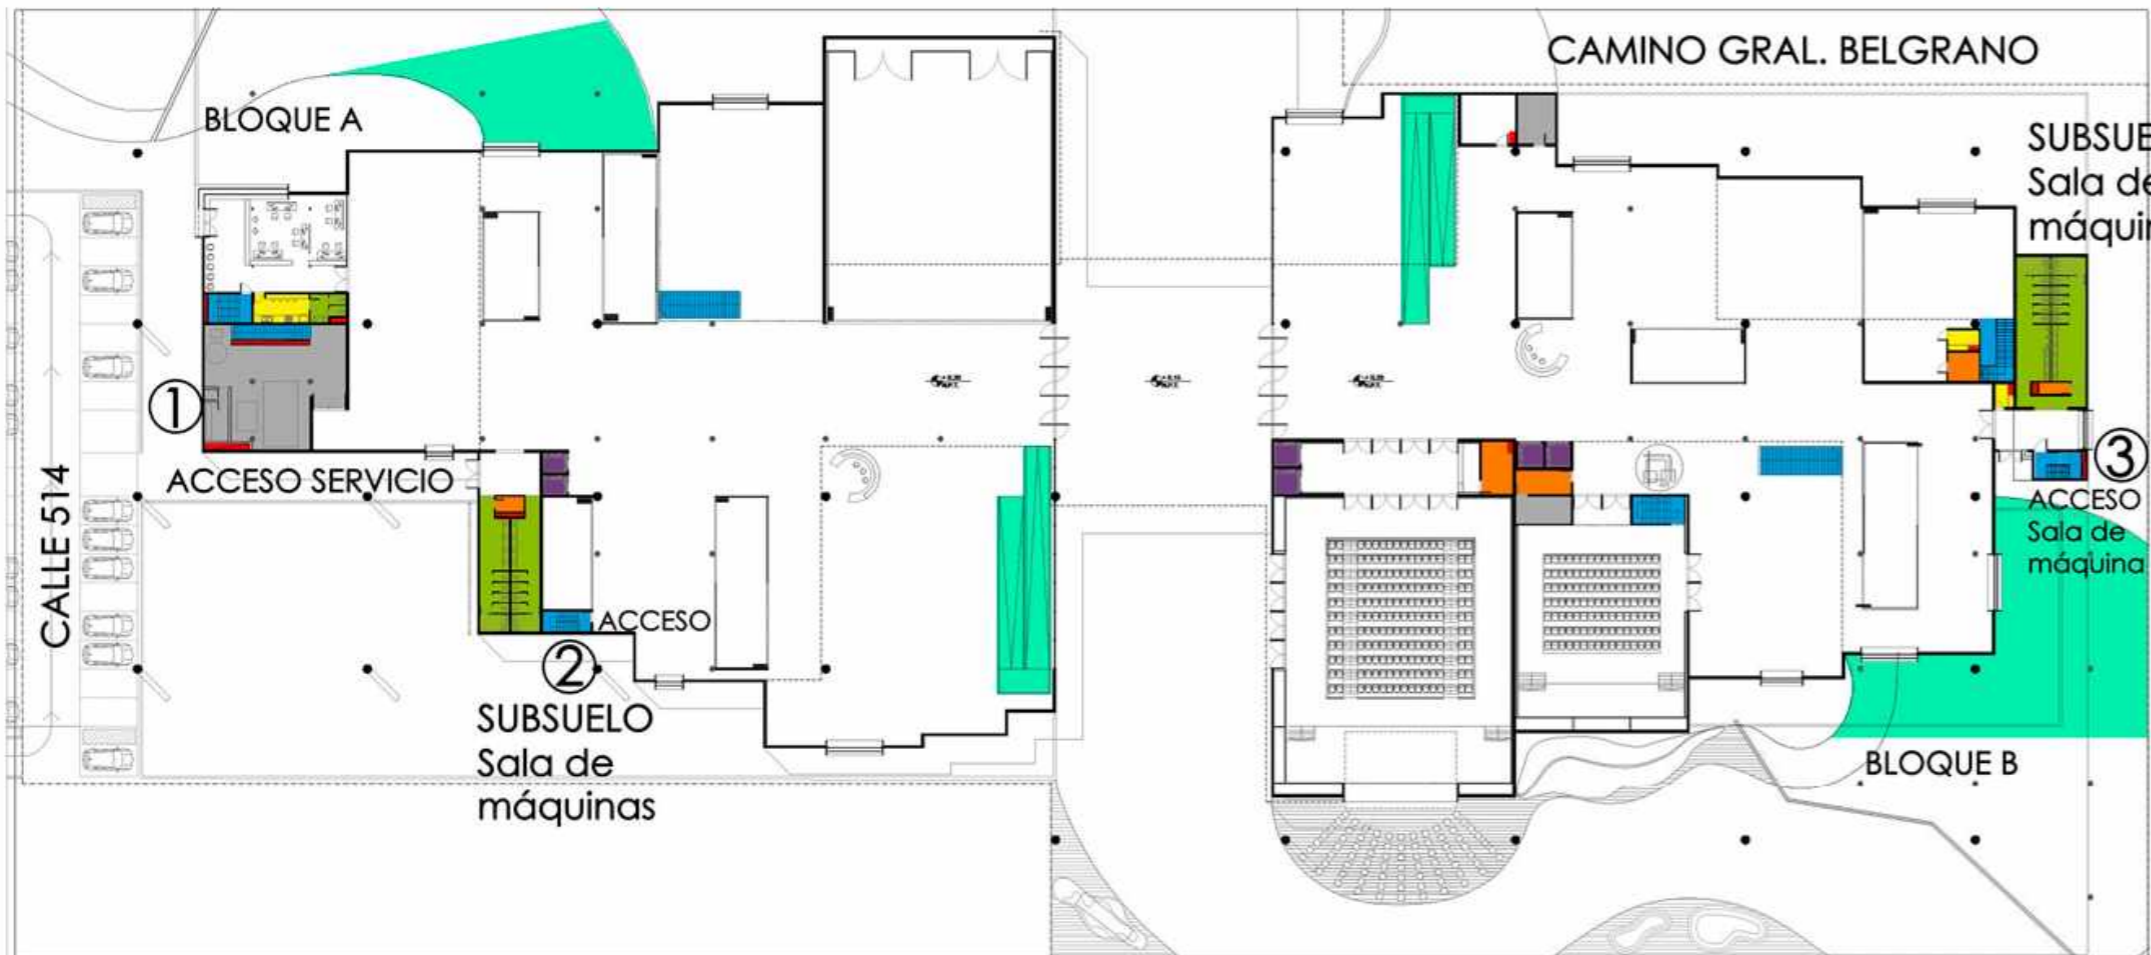 CAMINO GRAL. BELGRANO
BLOQUE A
SUBSUE
Sala de
máquin
1
ACCESO SERVICIO
CALLE 514
3
ACCESO
Sala de
máquina
ACCESO
2
SUBSUELO
Sala de
máquinas
BLOQUE B